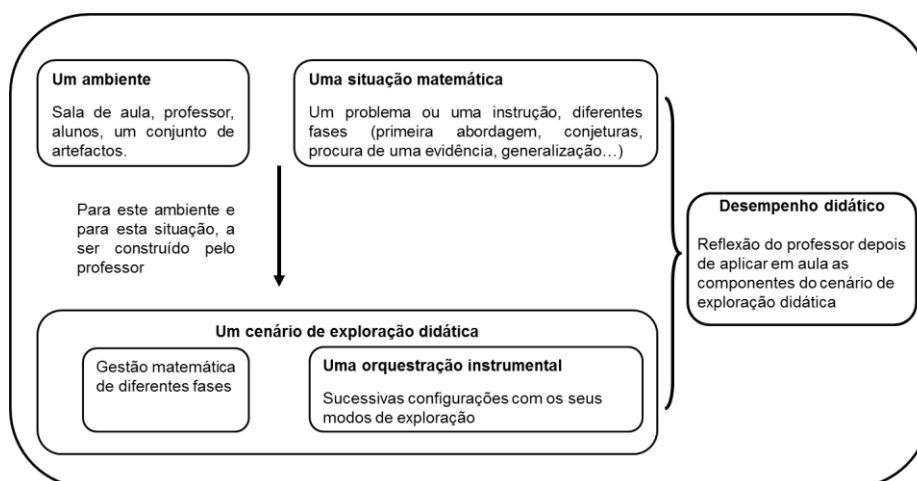 Um ambiente
Sala de aula, professor,
alunos, um conjunto de
artefactos.
Uma situação matemática
Um problema ou uma instrução, diferentes
fases (primeira abordagem, conjeturas,
procura de uma evidência, generalização…)
Para este ambiente e
para esta situação, a
ser construído pelo
professor
Um cenário de exploração didática
Gestão matemática
de diferentes fases
Uma orquestração instrumental
Sucessivas configurações com os seus
modos de exploração
Desempenho didático
Reflexão do professor depois
de aplicar em aula as
componentes do cenário de
exploração didática